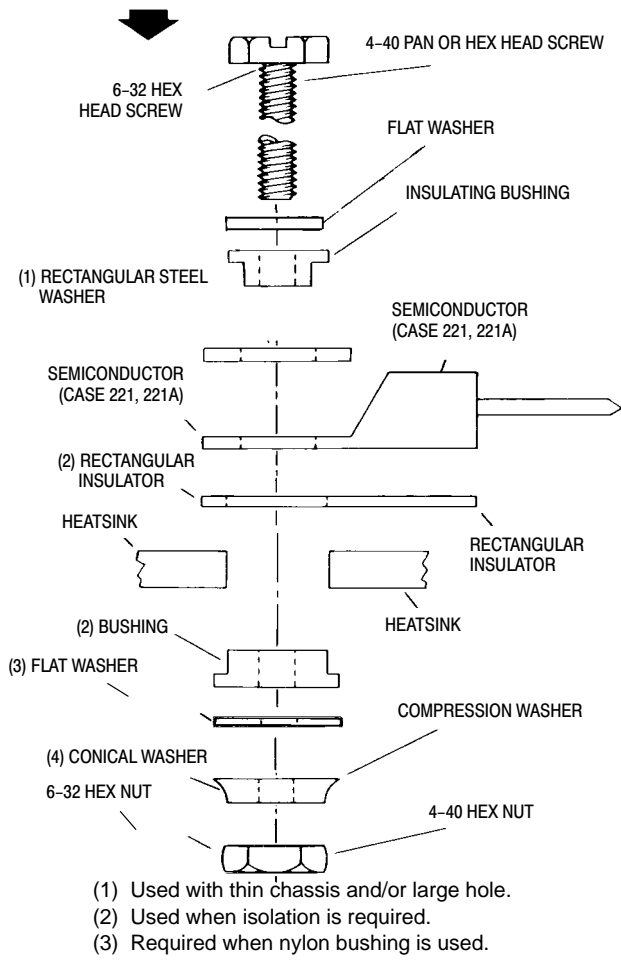 4–40 PAN OR HEX HEAD SCREW
6–32 HEX
HEAD SCREW
FLAT WASHER
INSULATING BUSHING
(1) RECTANGULAR STEEL
WASHER
SEMICONDUCTOR
(CASE 221, 221A)
SEMICONDUCTOR
(CASE 221, 221A)
(2) RECTANGULAR
INSULATOR
HEATSINK
RECTANGULAR
INSULATOR
HEATSINK
(2) BUSHING
(3) FLAT WASHER
COMPRESSION WASHER
(4) CONICAL WASHER
6–32 HEX NUT
4–40 HEX NUT
(1) Used with thin chassis and/or large hole.
(2) Used when isolation is required.
(3) Required when nylon bushing is used.